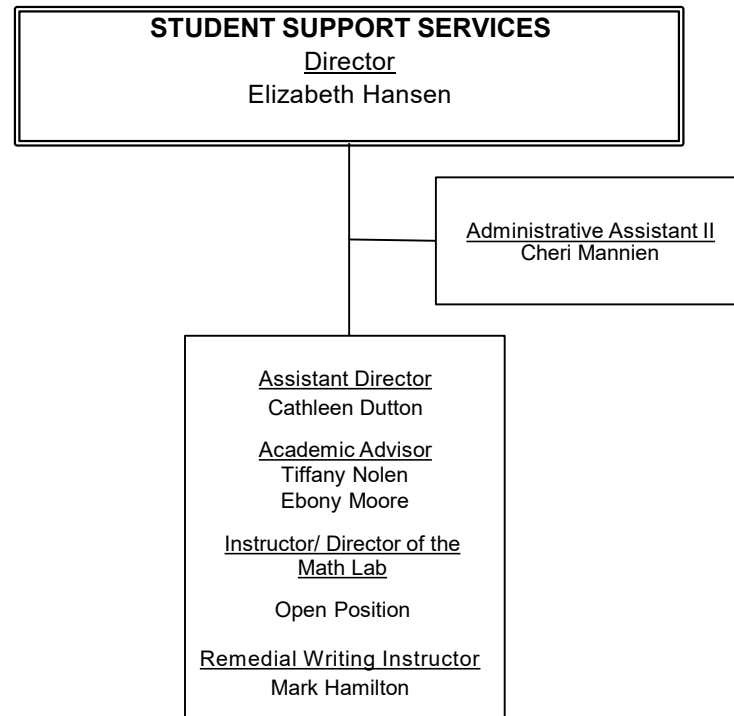 STUDENT SUPPORT SERVICES
Director
Elizabeth Hansen
Administrative Assistant II
Cheri Mannien
Assistant Director
Cathleen Dutton
Academic Advisor
Tiffany Nolen
Ebony Moore
Instructor/ Director of the
Math Lab
Open Position
Remedial Writing Instructor
Mark Hamilton